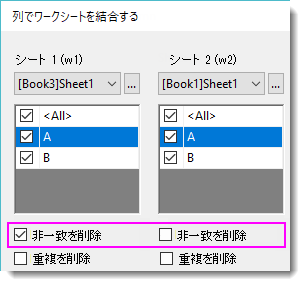 列でワークシートを結合する
シート 1 (w1) シート 2 (w2)
[Book3]Sheet1 ... [Book1]Sheet1 ...
<All> <All>
A A
B B
非一致を削除 非一致を削除
重複を削除 重複を削除